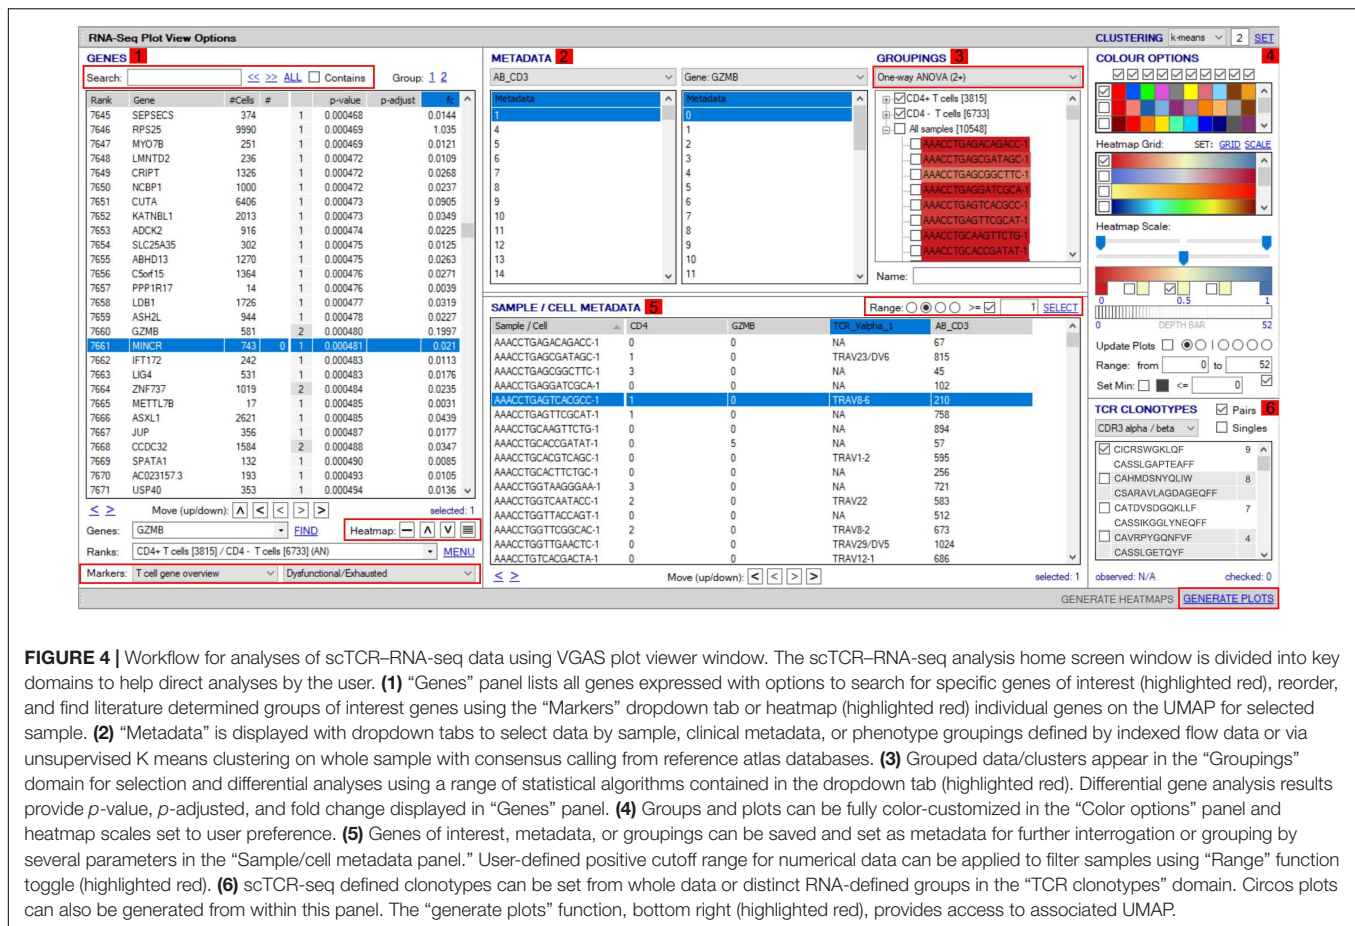 RNA-Seq Plot View Options
CLUSTERING k-means 2 SET
GENES 1
Search: << >> ALL Contains Group: 1 2
Rank Gene #Cells # p-value p-adjust fc
7645 SEPSECS 374 1 0.000468 0.0144
7646 RPS25 9990 1 0.000469 1.035
7647 MYO7B 251 1 0.000469 0.0121
7648 LMNTD2 236 1 0.000472 0.0109
7649 CRIPT 1326 1 0.000472 0.0268
7650 NCBP1 1000 1 0.000472 0.0237
7651 CUTA 6406 1 0.000473 0.0905
7652 KATNBL1 2013 1 0.000473 0.0349
7653 ADCK2 916 1 0.000474 0.0225
7654 SLC25A35 302 1 0.000475 0.0125
7655 ABHD13 1270 1 0.000475 0.0263
7656 C5orf15 1364 1 0.000476 0.0271
7657 PPP1R17 14 1 0.000476 0.0039
7658 LDB1 1726 1 0.000477 0.0319
7659 ASH2L 944 1 0.000478 0.0227
7660 GZMB 581 2 0.000480 0.1997
7661 MINCR 743 0 1 0.000481 0.021
7662 IFT172 242 1 0.000483 0.0113
7663 LIG4 531 1 0.000483 0.0176
7664 ZNF737 1019 2 0.000484 0.0235
7665 METTL7B 17 1 0.000485 0.0031
7666 ASXL1 2621 1 0.000485 0.0439
7667 JUP 356 1 0.000487 0.0177
7668 CCDC32 1584 2 0.000488 0.0347
7669 SPATA1 132 1 0.000490 0.0085
7670 AC023157.3 193 1 0.000493 0.0105
7671 USP40 353 1 0.000494 0.0136
< > Move (up/down): ∧ < < > > selected: 1
Genes: GZMB FIND Heatmap: — ∧ ∨ ≡
Ranks: CD4+ T cells [3815] / CD4 - T cells [6733] (AN) MENU
Markers: T cell gene overview Dysfunctional/Exhausted
METADATA 2
AB_CD3 Gene: GZMB
Metadata Metadata
1 0
4 1
5 2
6 3
7 4
8 5
9 6
10 7
11 8
12 9
13 10
14 11
GROUPINGS 3
One-way ANOVA (2+)
CD4+ T cells [3815]
CD4 - T cells [6733]
All samples [10548]
AAACCTGAGACAGACC-1
AAACCTGAGCGATAGC-1
AAACCTGAGCGGCTTC-1
AAACCTGAGGATCGCA-1
AAACCTGAGTCACGCC-1
AAACCTGAGTTCGCAT-1
AAACCTGCAAGTTCTG-1
AAACCTGCACCGATAT-1
Name:
SAMPLE / CELL METADATA 5 Range: >= 1 SELECT
Sample / Cell CD4 GZMB TCR_Valpha_1 AB_CD3
AAACCTGAGACAGACC-1 0 0 NA 67
AAACCTGAGCGATAGC-1 1 0 TRAV23/DV6 815
AAACCTGAGCGGCTTC-1 3 0 NA 45
AAACCTGAGGATCGCA-1 0 0 NA 102
AAACCTGAGTCACGCC-1 1 0 TRAV8-6 210
AAACCTGAGTTCGCAT-1 1 0 NA 758
AAACCTGCAAGTTCTG-1 0 0 NA 894
AAACCTGCACCGATAT-1 0 5 NA 57
AAACCTGCACGTCAGC-1 0 0 TRAV1-2 595
AAACCTGCACTTCTGC-1 0 0 NA 256
AAACCTGGTAAGGGAA-1 3 0 NA 721
AAACCTGGTCAATACC-1 2 0 TRAV22 583
AAACCTGGTTACCAGT-1 0 0 NA 512
AAACCTGGTTCGGCAC-1 2 0 TRAV8-2 673
AAACCTGGTTGAACTC-1 0 0 TRAV29/DV5 1024
AAACCTGTCACGACTA-1 0 0 TRAV12-1 686
< > Move (up/down): < < > > selected: 1
COLOUR OPTIONS 4
Heatmap Grid: SET: GRID SCALE
Heatmap Scale:
0 0.5 1
0 DEPTH BAR 52
Update Plots |
Range: from 0 to 52
Set Min: <= 0
TCR CLONOTYPES Pairs 6
CDR3 alpha / beta Singles
CICRSWGKLQF 9
CASSLGAPTEAFF
CAHMDSNYQLIW 8
CSARAVLAGDAGEQFF
CATDVSDGQKLLF 7
CASSIKGGLYNEQFF
CAVRPYGQNFVF 4
CASSLGETQYF
observed: N/A checked: 0
GENERATE HEATMAPS GENERATE PLOTS
FIGURE 4 | Workflow for analyses of scTCR–RNA-seq data using VGAS plot viewer window. The scTCR–RNA-seq analysis home screen window is divided into key
domains to help direct analyses by the user. (1) “Genes” panel lists all genes expressed with options to search for specific genes of interest (highlighted red), reorder,
and find literature determined groups of interest genes using the “Markers” dropdown tab or heatmap (highlighted red) individual genes on the UMAP for selected
sample. (2) “Metadata” is displayed with dropdown tabs to select data by sample, clinical metadata, or phenotype groupings defined by indexed flow data or via
unsupervised K means clustering on whole sample with consensus calling from reference atlas databases. (3) Grouped data/clusters appear in the “Groupings”
domain for selection and differential analyses using a range of statistical algorithms contained in the dropdown tab (highlighted red). Differential gene analysis results
provide p-value, p-adjusted, and fold change displayed in “Genes” panel. (4) Groups and plots can be fully color-customized in the “Color options” panel and
heatmap scales set to user preference. (5) Genes of interest, metadata, or groupings can be saved and set as metadata for further interrogation or grouping by
several parameters in the “Sample/cell metadata panel.” User-defined positive cutoff range for numerical data can be applied to filter samples using “Range” function
toggle (highlighted red). (6) scTCR-seq defined clonotypes can be set from whole data or distinct RNA-defined groups in the “TCR clonotypes” domain. Circos plots
can also be generated from within this panel. The “generate plots” function, bottom right (highlighted red), provides access to associated UMAP.